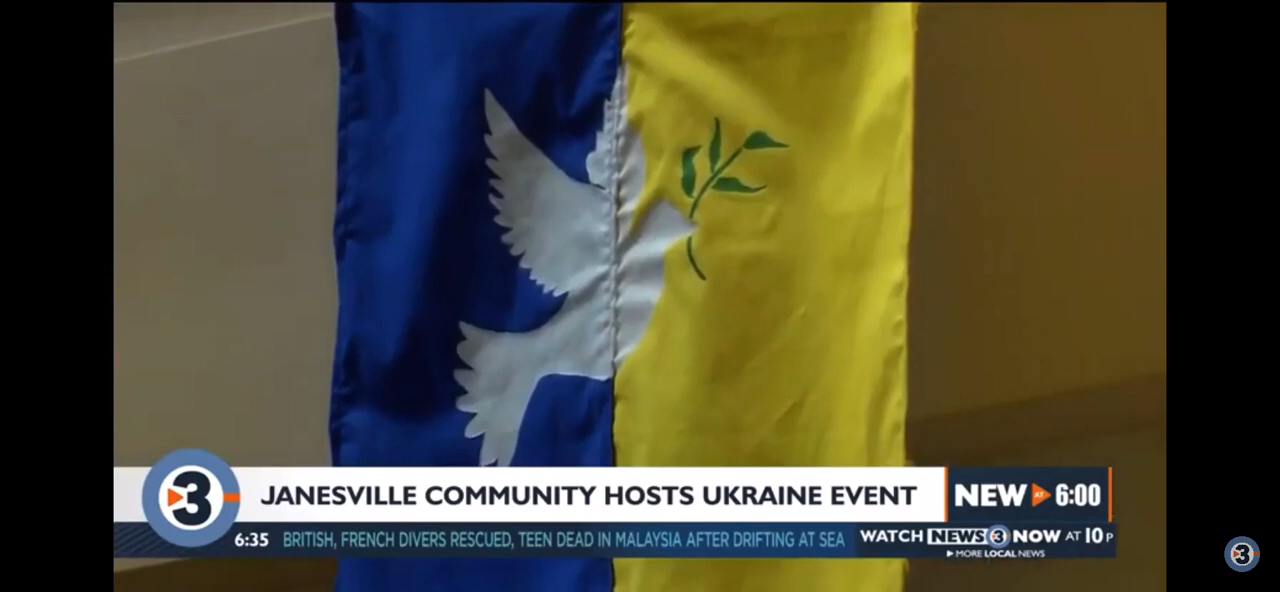 3
JANESVILLE COMMUNITY HOSTS UKRAINE EVENT
NEW AT 6:00
6:35 BRITISH, FRENCH DIVERS RESCUED, TEEN DEAD IN MALAYSIA AFTER DRIFTING AT SEA
WATCH NEWS 3 NOW AT 10P
MORE LOCAL NEWS
3